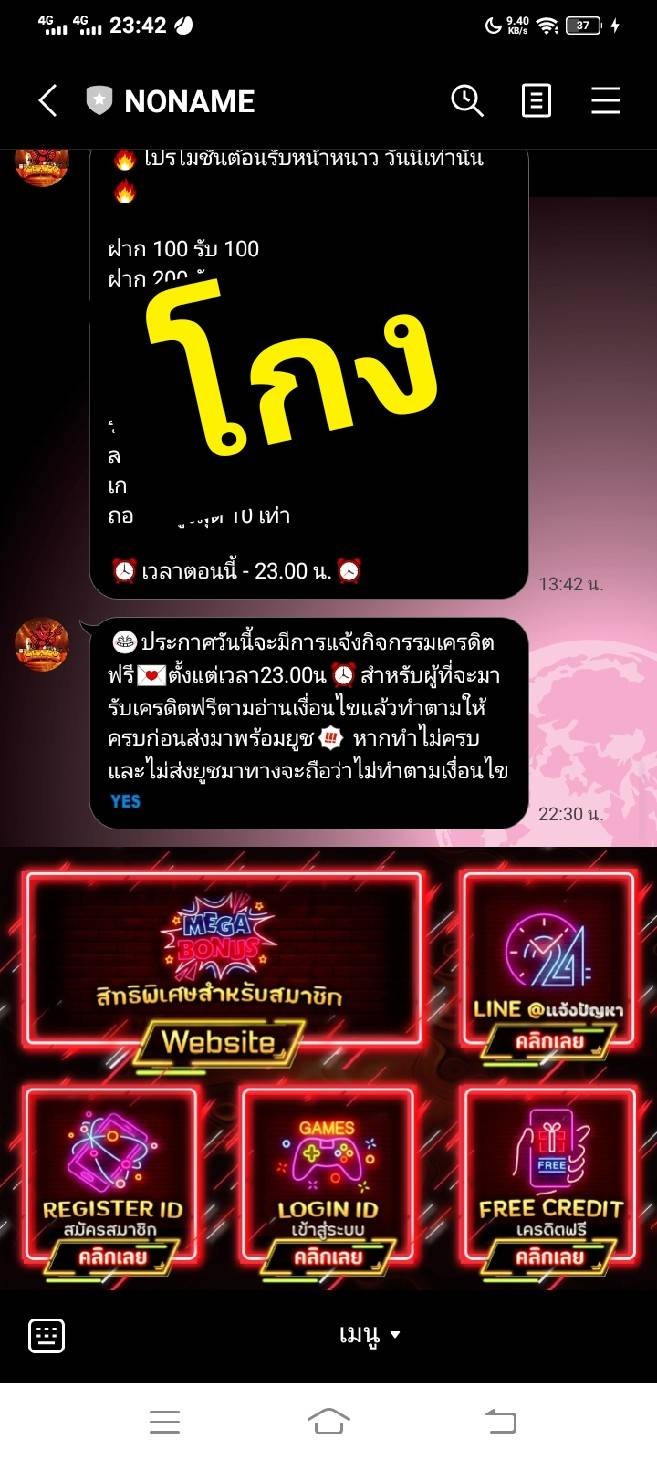 4G 4G 23:42 9.40 KB/s 37
NONAME
🔥 โปรโมชั่นต้อนรับหน้าหนาว วันนี้เท่านั้น
🔥
ฝาก 100 รับ 100
ฝาก 200
โกง
ล
เก
ถอ 10 เท่า
⏰ เวลาตอนนี้ - 23.00 น. ⏰
13:42 น.
ประกาศวันนี้จะมีการแจ้งกิจกรรมเครดิต
ฟรี💌ตั้งแต่เวลา23.00น ⏰ สำหรับผู้ที่จะมา
รับเครดิตฟรีตามอ่านเงื่อนไขแล้วทำตามให้
ครบก่อนส่งมาพร้อมยูช !!! หากทำไม่ครบ
และไม่ส่งยูชมาทางจะถือว่าไม่ทำตามเงื่อนไข
YES
22:30 น.
MEGA
BONUS
สิทธิพิเศษสำหรับสมาชิก
Website
24
LINE @แจ้งปัญหา
คลิกเลย
REGISTER ID
สมัครสมาชิก
คลิกเลย
GAMES
LOGIN ID
เข้าสู่ระบบ
คลิกเลย
FREE
FREE CREDIT
เครดิตฟรี
คลิกเลย
เมนู ▾